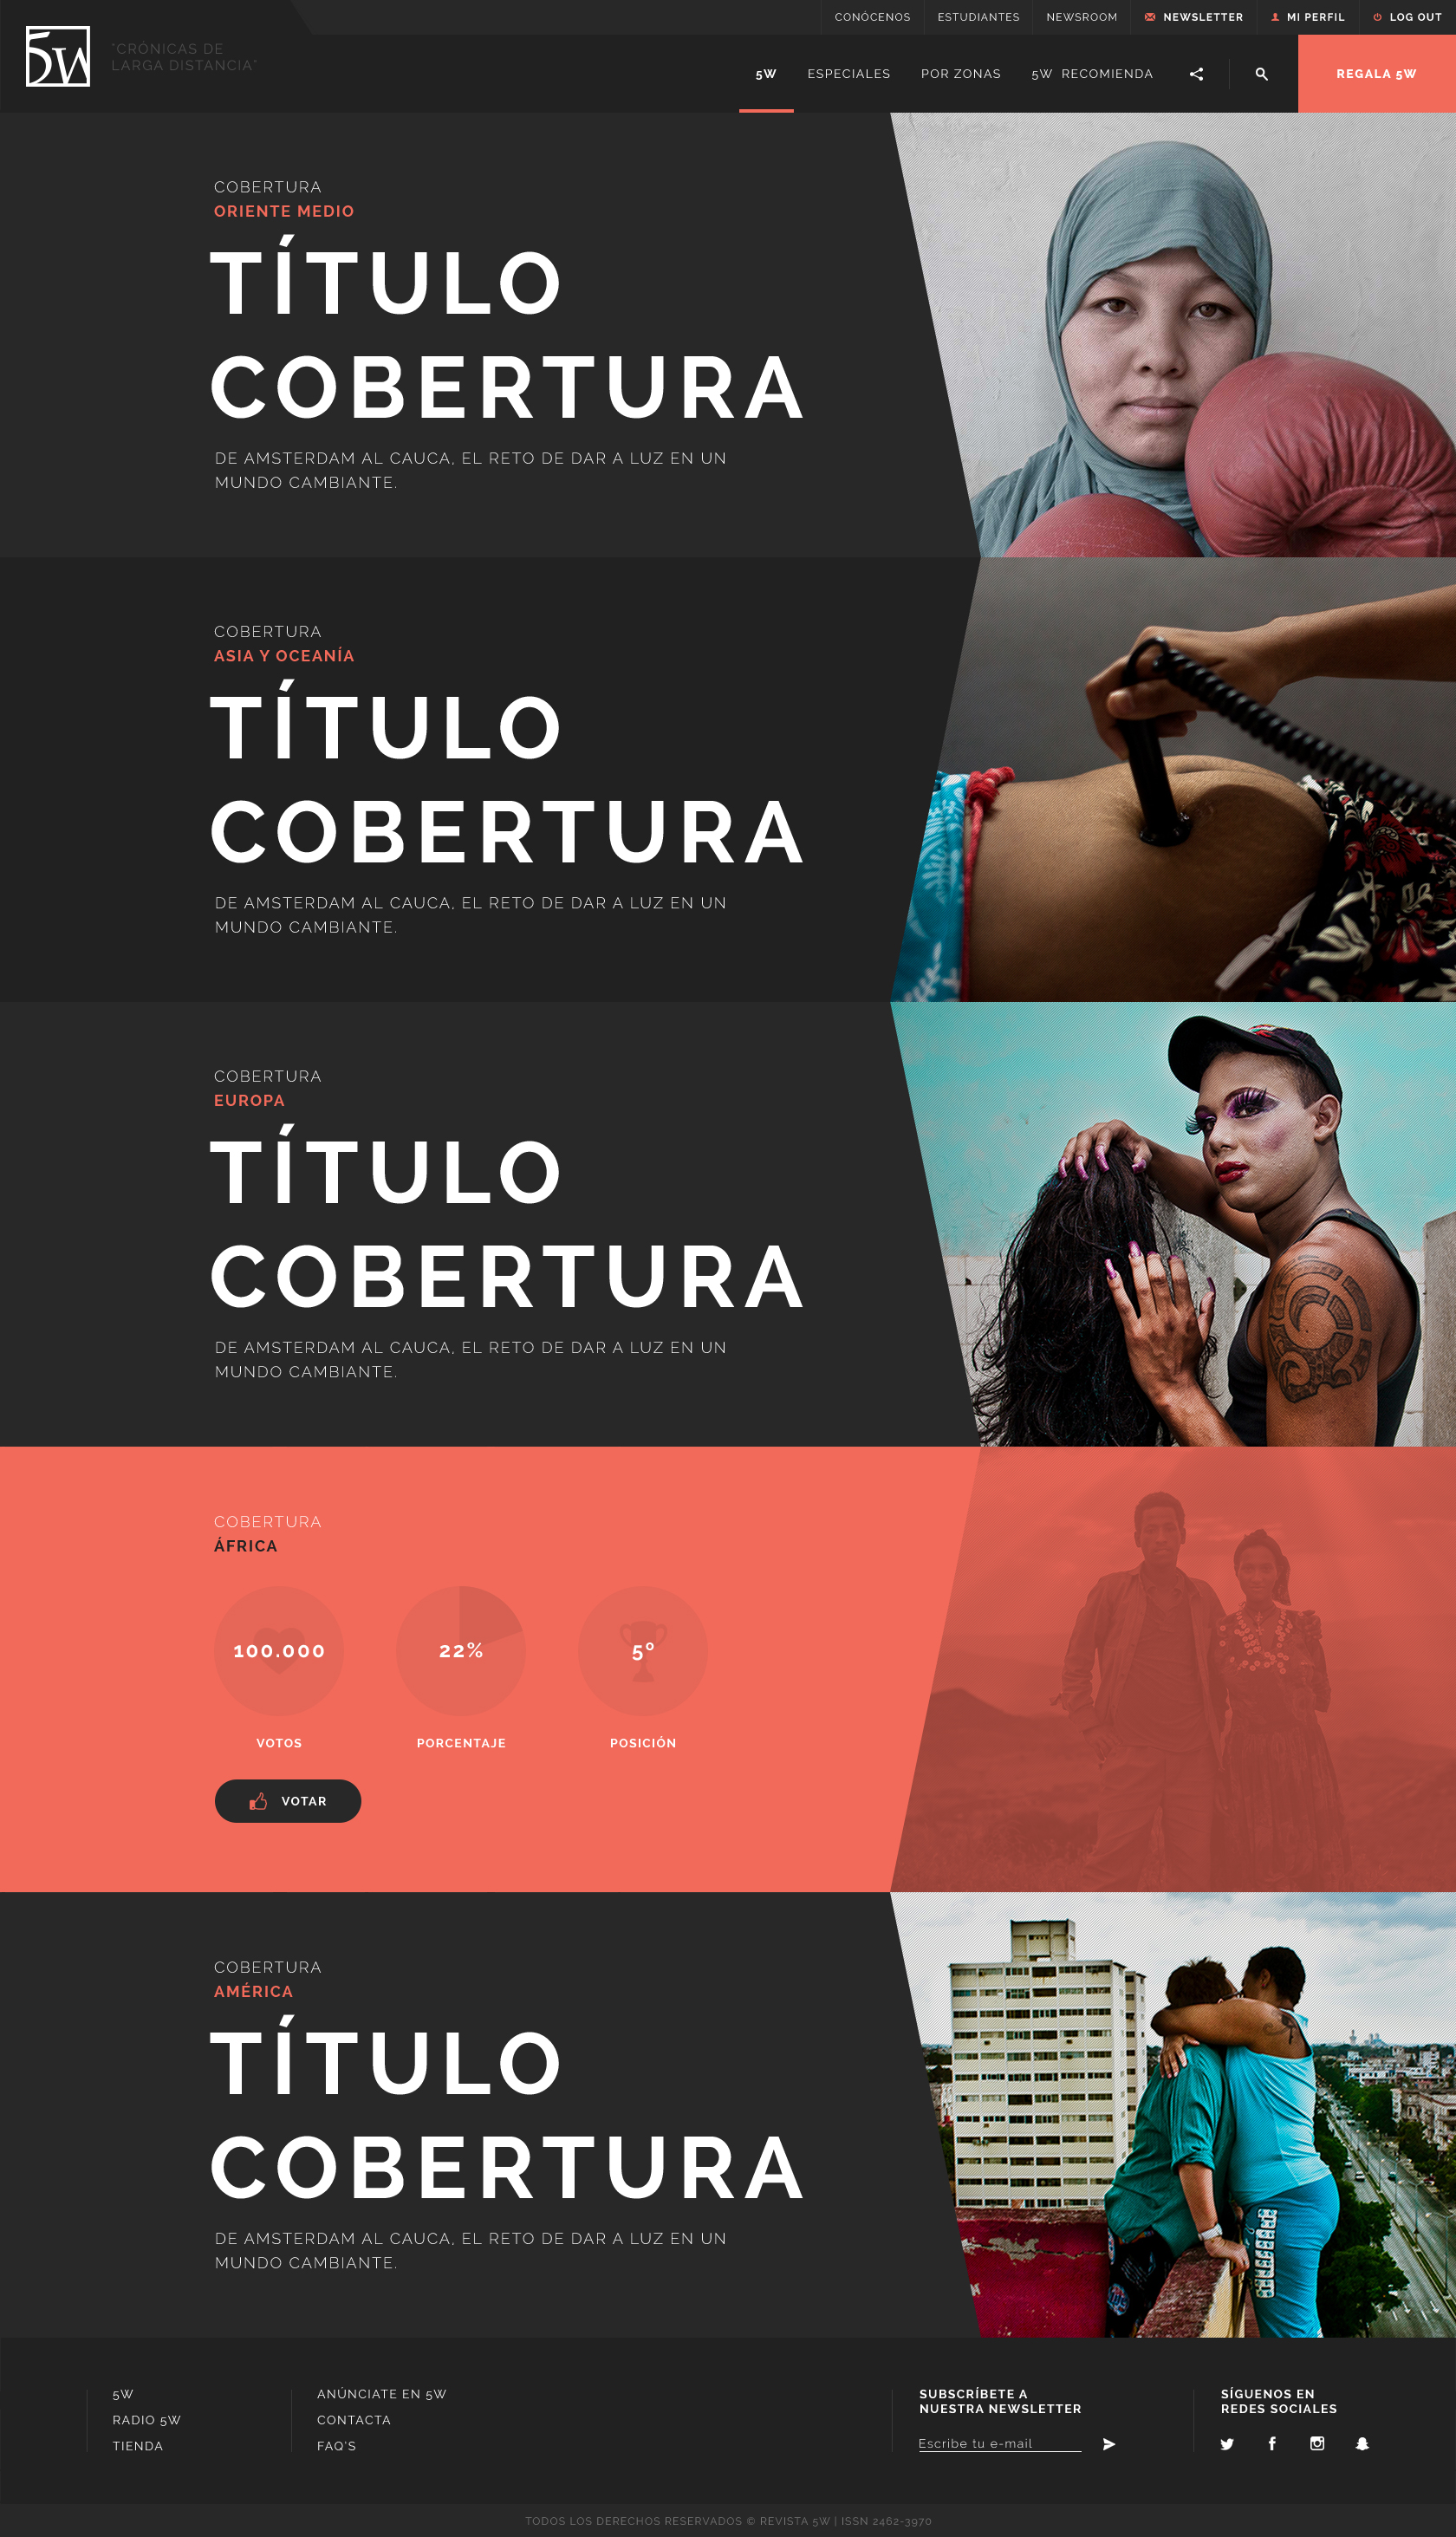 CONÓCENOS ESTUDIANTES NEWSROOM NEWSLETTER MI PERFIL LOG OUT
5W
"CRÓNICAS DE
LARGA DISTANCIA"
5W ESPECIALES POR ZONAS 5W RECOMIENDA REGALA 5W
COBERTURA
ORIENTE MEDIO
TÍTULO
COBERTURA
DE AMSTERDAM AL CAUCA, EL RETO DE DAR A LUZ EN UN
MUNDO CAMBIANTE.
COBERTURA
ASIA Y OCEANÍA
TÍTULO
COBERTURA
DE AMSTERDAM AL CAUCA, EL RETO DE DAR A LUZ EN UN
MUNDO CAMBIANTE.
COBERTURA
EUROPA
TÍTULO
COBERTURA
DE AMSTERDAM AL CAUCA, EL RETO DE DAR A LUZ EN UN
MUNDO CAMBIANTE.
COBERTURA
ÁFRICA
100.000 22% 5º
VOTOS PORCENTAJE POSICIÓN
VOTAR
COBERTURA
AMÉRICA
TÍTULO
COBERTURA
DE AMSTERDAM AL CAUCA, EL RETO DE DAR A LUZ EN UN
MUNDO CAMBIANTE.
5W
RADIO 5W
TIENDA
ANÚNCIATE EN 5W
CONTACTA
FAQ'S
SUBSCRÍBETE A
NUESTRA NEWSLETTER
Escribe tu e-mail
SÍGUENOS EN
REDES SOCIALES
TODOS LOS DERECHOS RESERVADOS © REVISTA 5W | ISSN 2462-3970